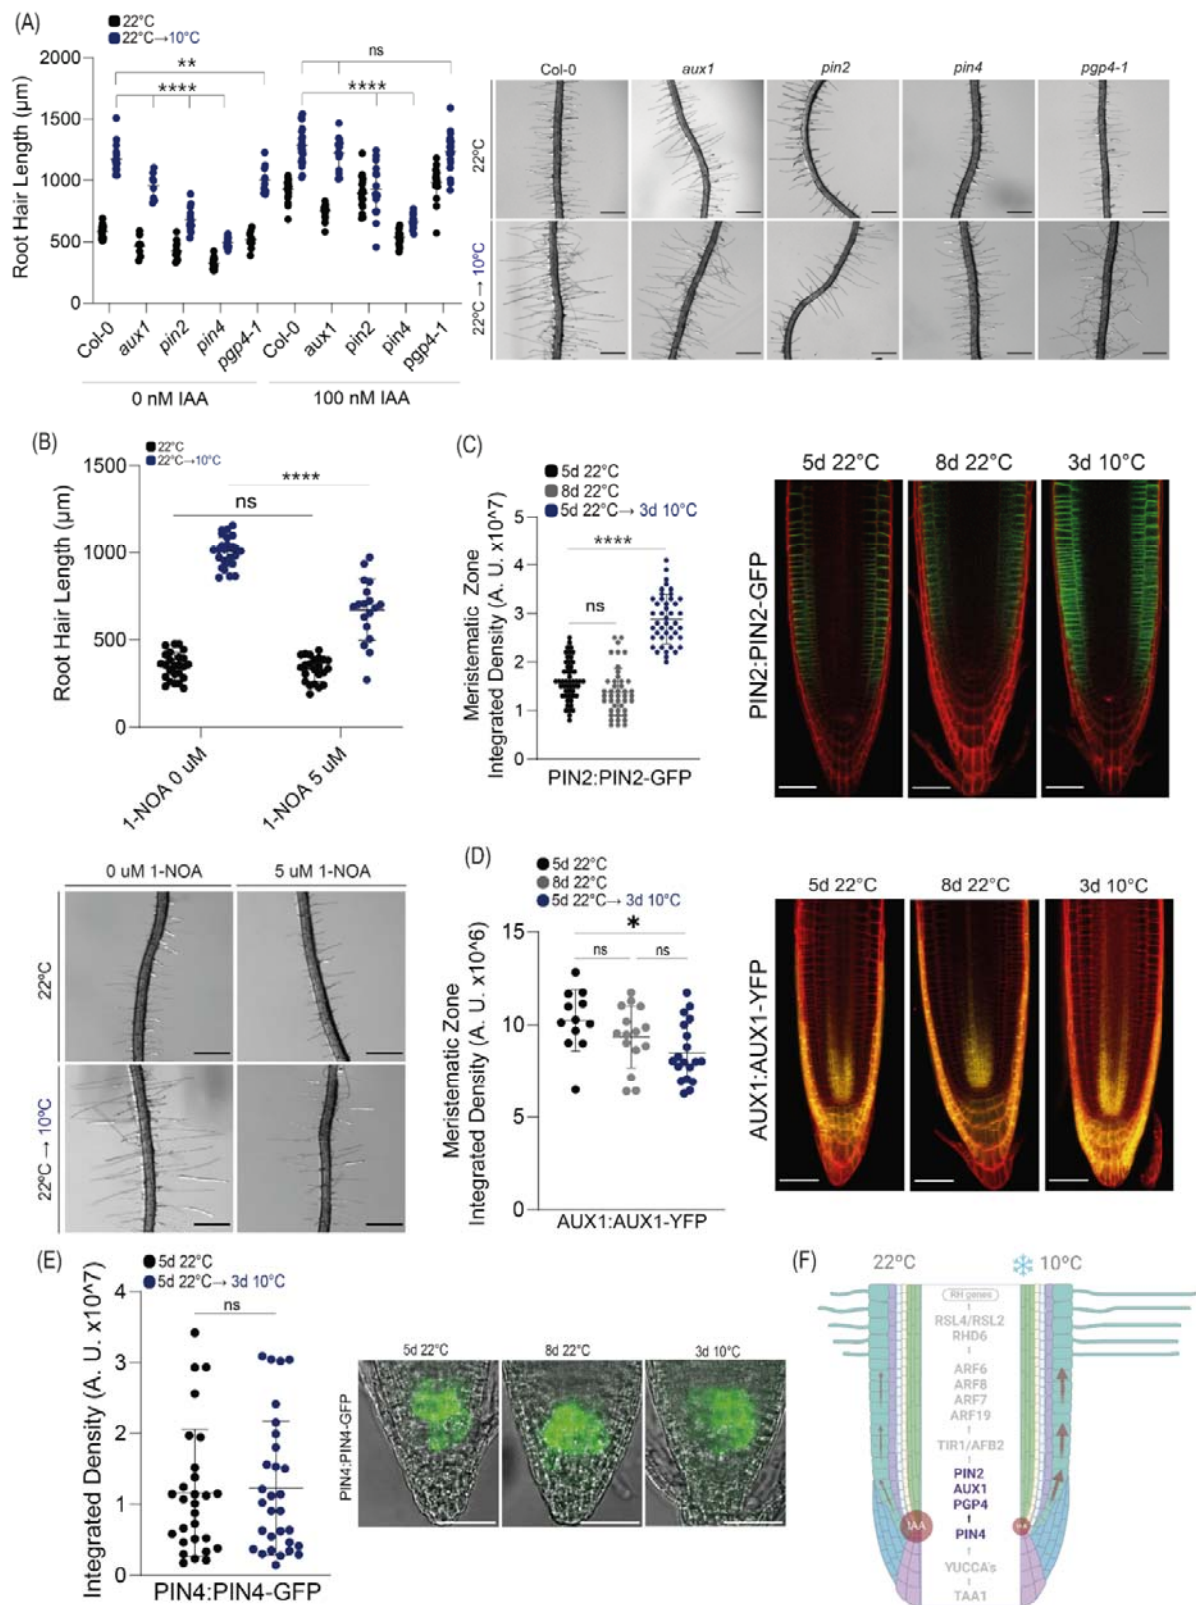 (A)
22°C
22°C→10°C
Root Hair Length (µm)
2000
1500
1000
500
0
**
****
ns
****
Col-0
aux1
pin2
pin4
pgp4-1
Col-0
aux1
pin2
pin4
pgp4-1
0 nM IAA
100 nM IAA
Col-0
aux1
pin2
pin4
pgp4-1
22ºC
22ºC → 10ºC
(B)
22°C
22°C→10°C
Root Hair Length (µm)
1500
1000
500
0
ns
****
1-NOA 0 uM
1-NOA 5 uM
0 uM 1-NOA
5 uM 1-NOA
22ºC
22ºC → 10ºC
(C)
5d 22°C
8d 22°C
5d 22°C→ 3d 10°C
Meristematic Zone
Integrated Density (A. U. x10^7)
5
4
3
2
1
0
****
ns
PIN2:PIN2-GFP
PIN2:PIN2-GFP
5d 22°C
8d 22°C
3d 10°C
(D)
5d 22°C
8d 22°C
5d 22°C→ 3d 10°C
Meristematic Zone
Integrated Density (A. U. x10^6)
15
10
5
0
*
ns
ns
AUX1:AUX1-YFP
AUX1:AUX1-YFP
5d 22°C
8d 22°C
3d 10°C
(E)
5d 22°C
5d 22°C→ 3d 10°C
Integrated Density (A. U. x10^7)
4
3
2
1
0
ns
PIN4:PIN4-GFP
PIN4:PIN4-GFP
5d 22°C
8d 22°C
3d 10°C
(F)
22ºC
10ºC
RH genes
RSL4/RSL2
RHD6
ARF6
ARF8
ARF7
ARF19
TIR1/AFB2
PIN2
AUX1
PGP4
PIN4
YUCCA's
TAA1
IAA